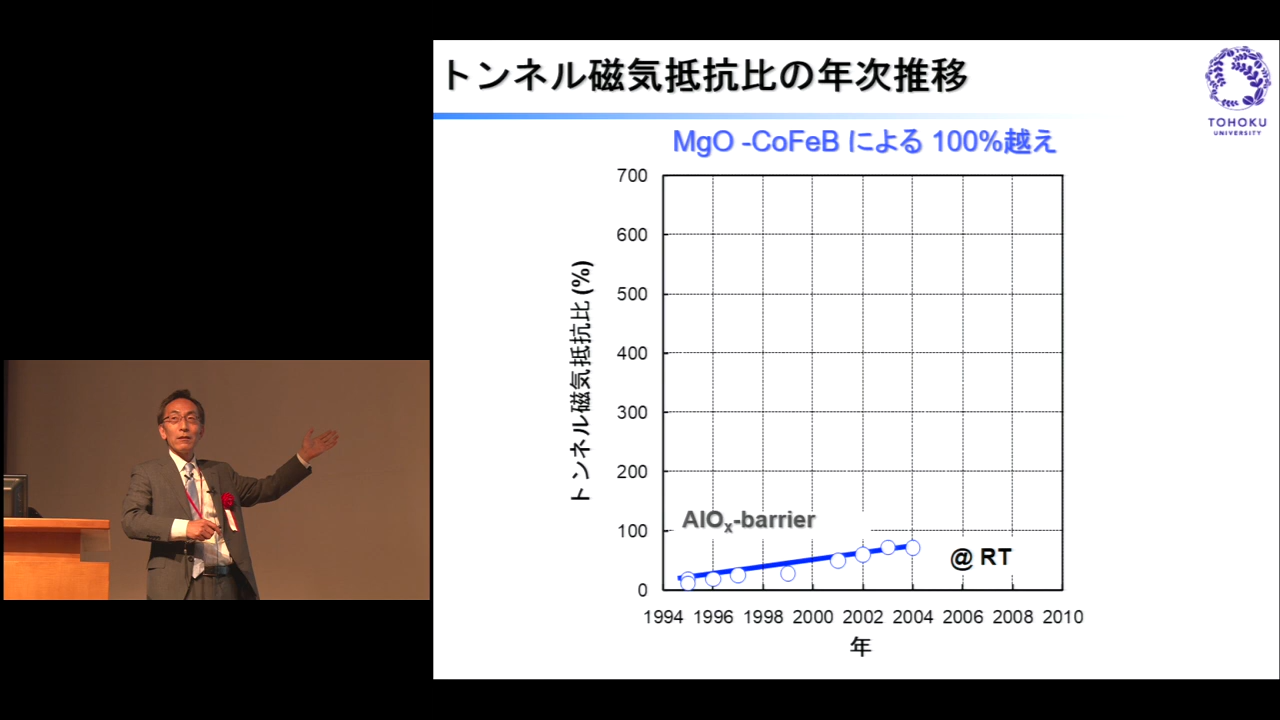 トンネル磁気抵抗比の年次推移
TOHOKU
UNIVERSITY
MgO -CoFeB による 100%越え
700
600
500
400
300
200
100
0
トンネル磁気抵抗比 (%)
AlOx-barrier
@ RT
1994 1996 1998 2000 2002 2004 2006 2008 2010
年